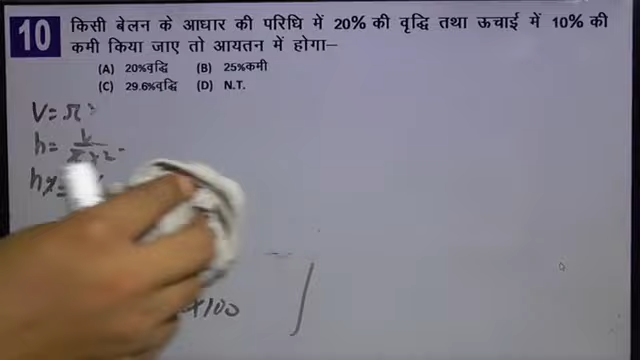 10 किसी बेलन के आधार की परिधि में 20% की वृद्धि तथा ऊचाई में 10% की
कमी किया जाए तो आयतन में होगा–
(A) 20%वृद्धि (B) 25%कमी
(C) 29.6%वृद्धि (D) N.T.
V=
h=
×100